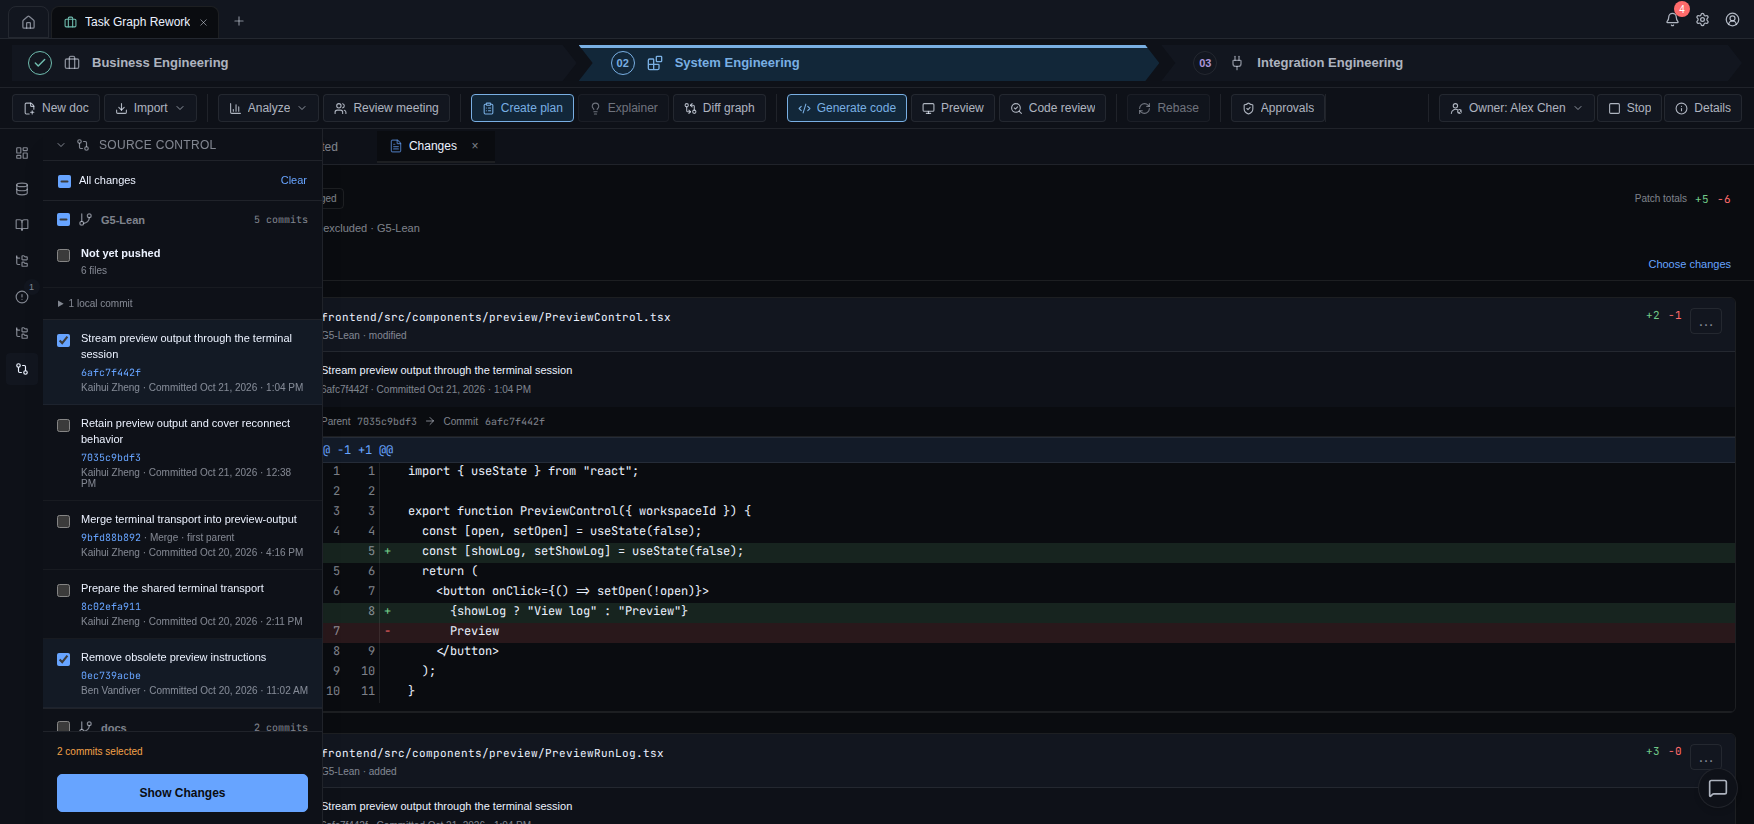 Task Graph Rework
4
Business Engineering
02 System Engineering
03 Integration Engineering
New doc Import Analyze Review meeting Create plan Explainer Diff graph Generate code Preview Code review Rebase Approvals Owner: Alex Chen Stop Details
SOURCE CONTROL
All changes Clear
G5-Lean 5 commits
Not yet pushed
6 files
1 local commit
Stream preview output through the terminal
session
6afc7f442f
Kaihui Zheng · Committed Oct 21, 2026 · 1:04 PM
Retain preview output and cover reconnect
behavior
7035c9bdf3
Kaihui Zheng · Committed Oct 21, 2026 · 12:38
PM
Merge terminal transport into preview-output
9bfd88b892 · Merge · first parent
Kaihui Zheng · Committed Oct 20, 2026 · 4:16 PM
Prepare the shared terminal transport
8c02efa911
Kaihui Zheng · Committed Oct 20, 2026 · 2:11 PM
Remove obsolete preview instructions
0ec739acbe
Ben Vandiver · Committed Oct 20, 2026 · 11:02 AM
docs 2 commits
2 commits selected
Show Changes
1
Changes ×
Patch totals +5 -6
excluded · G5-Lean
Choose changes
frontend/src/components/preview/PreviewControl.tsx +2 -1 ...
G5-Lean · modified
Stream preview output through the terminal session
6afc7f442f · Committed Oct 21, 2026 · 1:04 PM
Parent 7035c9bdf3 → Commit 6afc7f442f
@ -1 +1 @@
1 1 import { useState } from "react";
2 2
3 3 export function PreviewControl({ workspaceId }) {
4 4 const [open, setOpen] = useState(false);
5 + const [showLog, setShowLog] = useState(false);
5 6 return (
6 7 <button onClick={() => setOpen(!open)}>
8 + {showLog ? "View log" : "Preview"}
7 - Preview
8 9 </button>
9 10 );
10 11 }
frontend/src/components/preview/PreviewRunLog.tsx +3 -0 ...
G5-Lean · added
Stream preview output through the terminal session